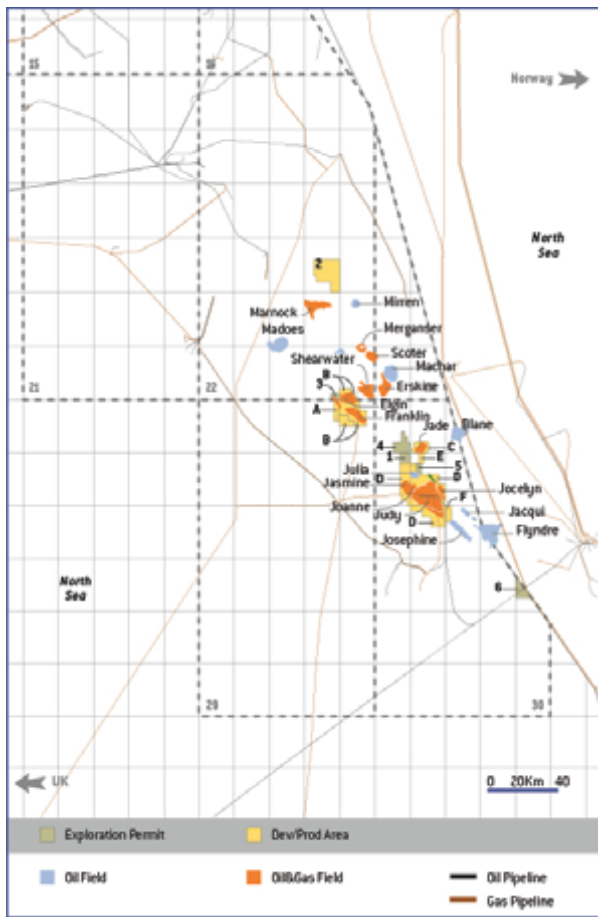 15
16
Norway
North
Sea
2
Mirren
Marnock
Madoes
Merganser
Scoter
Shearwater
Machar
B
3
Erskine
21
22
Elgin
A
Franklin
B
Jade
Blane
4
C
1
E
Julia
5
D
D
Jasmine
Jocelyn
F
Joanne
Jacqui
Judy
D
Flyndre
Josephine
North
Sea
6
29
30
UK
0 20Km 40
Exploration Permit
Dev/Prod Area
Oil Field
Oil&Gas Field
Oil Pipeline
Gas Pipeline